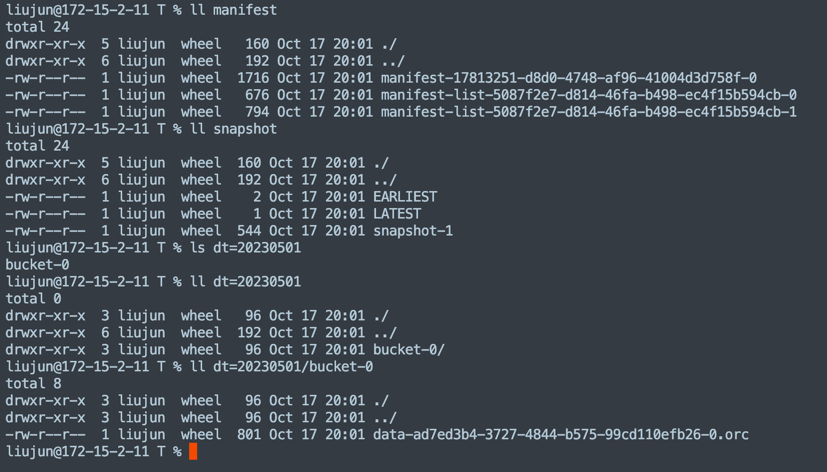 liujun@172-15-2-11 T % ll manifest
total 24
drwxr-xr-x  5 liujun  wheel   160 Oct 17 20:01 ./
drwxr-xr-x  6 liujun  wheel   192 Oct 17 20:01 ../
-rw-r--r--  1 liujun  wheel  1716 Oct 17 20:01 manifest-17813251-d8d0-4748-af96-41004d3d758f-0
-rw-r--r--  1 liujun  wheel   676 Oct 17 20:01 manifest-list-5087f2e7-d814-46fa-b498-ec4f15b594cb-0
-rw-r--r--  1 liujun  wheel   794 Oct 17 20:01 manifest-list-5087f2e7-d814-46fa-b498-ec4f15b594cb-1
liujun@172-15-2-11 T % ll snapshot
total 24
drwxr-xr-x  5 liujun  wheel  160 Oct 17 20:01 ./
drwxr-xr-x  6 liujun  wheel  192 Oct 17 20:01 ../
-rw-r--r--  1 liujun  wheel    2 Oct 17 20:01 EARLIEST
-rw-r--r--  1 liujun  wheel    1 Oct 17 20:01 LATEST
-rw-r--r--  1 liujun  wheel  544 Oct 17 20:01 snapshot-1
liujun@172-15-2-11 T % ls dt=20230501
bucket-0
liujun@172-15-2-11 T % ll dt=20230501
total 0
drwxr-xr-x  3 liujun  wheel   96 Oct 17 20:01 ./
drwxr-xr-x  6 liujun  wheel  192 Oct 17 20:01 ../
drwxr-xr-x  3 liujun  wheel   96 Oct 17 20:01 bucket-0/
liujun@172-15-2-11 T % ll dt=20230501/bucket-0
total 8
drwxr-xr-x  3 liujun  wheel   96 Oct 17 20:01 ./
drwxr-xr-x  3 liujun  wheel   96 Oct 17 20:01 ../
-rw-r--r--  1 liujun  wheel  801 Oct 17 20:01 data-ad7ed3b4-3727-4844-b575-99cd110efb26-0.orc
liujun@172-15-2-11 T %